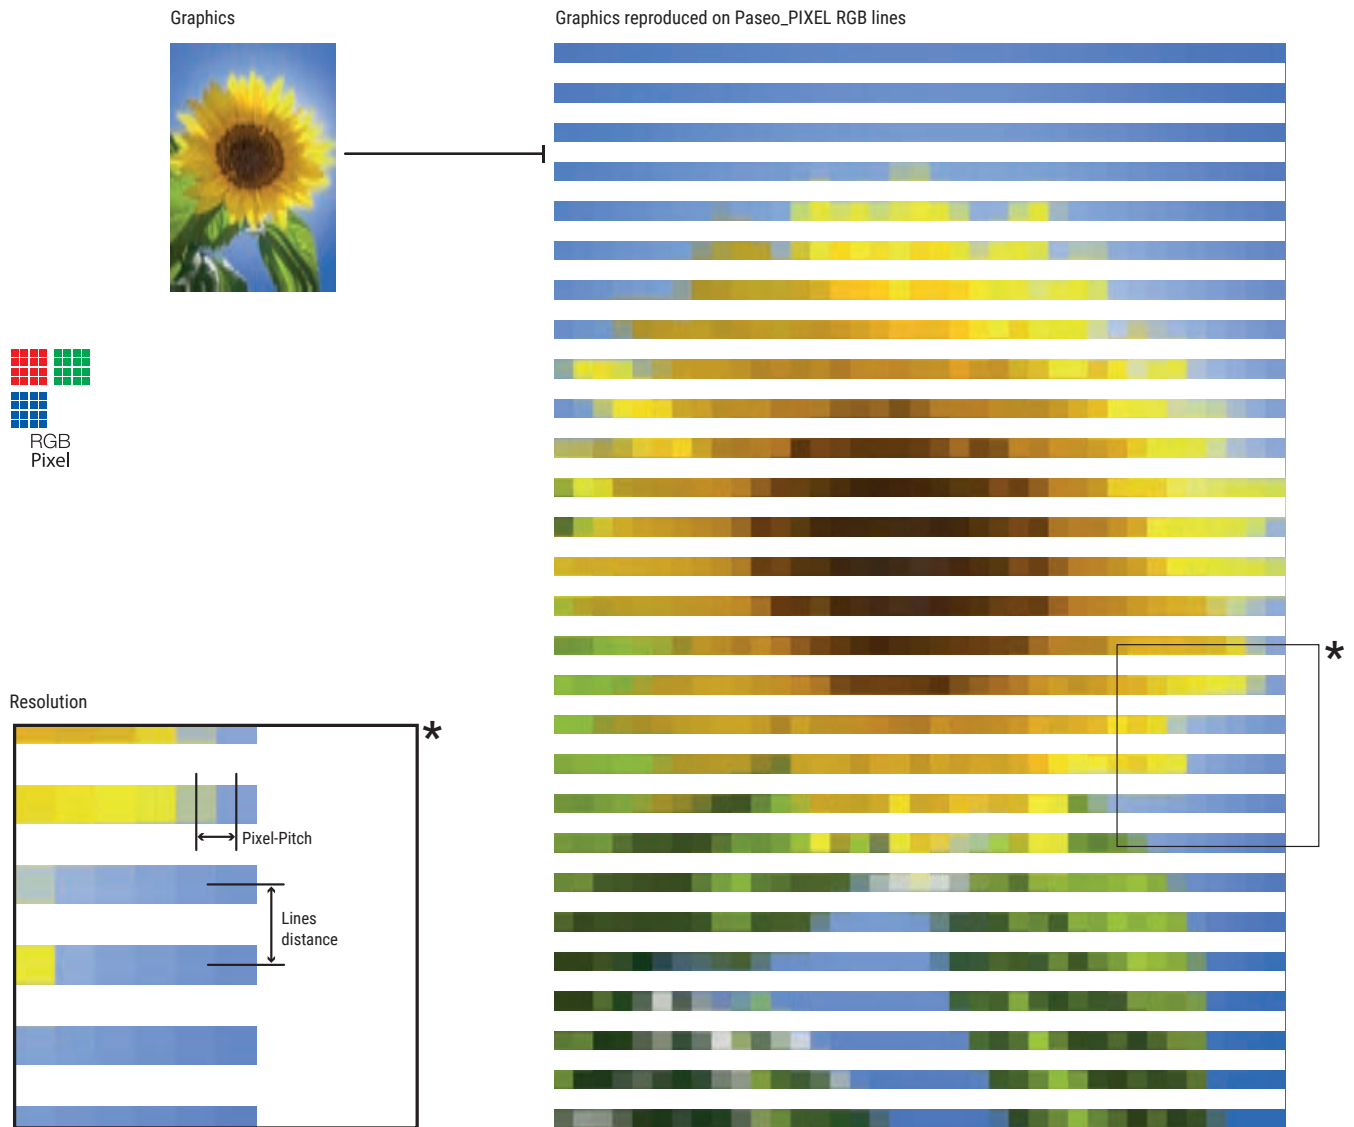 Graphics
Graphics reproduced on Paseo_PIXEL RGB lines
RGB
Pixel
*
Resolution
*
Pixel-Pitch
Lines
distance